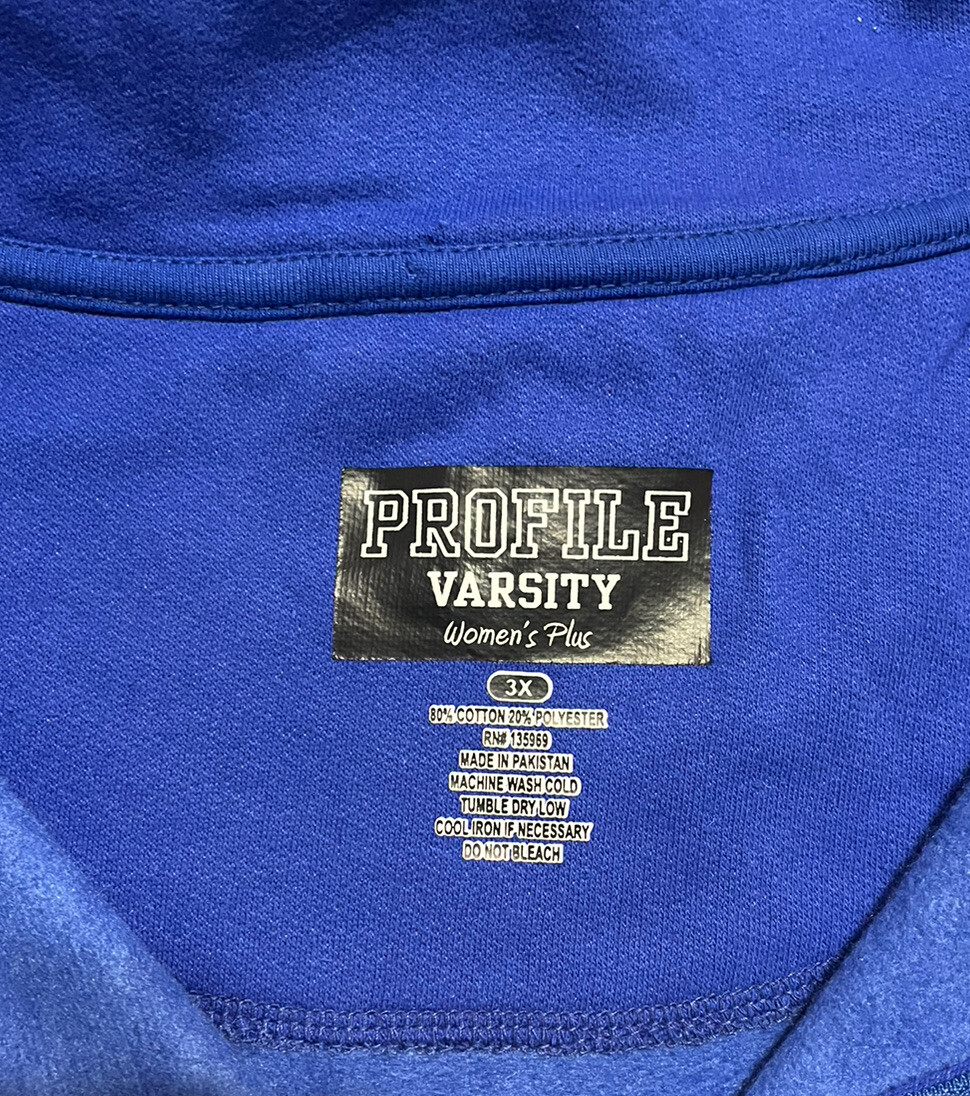 PROFILE
VARSITY
Women's Plus
3X
80% COTTON 20% POLYESTER
RN# 135969
MADE IN PAKISTAN
MACHINE WASH COLD
TUMBLE DRY LOW
COOL IRON IF NECESSARY
DO NOT BLEACH